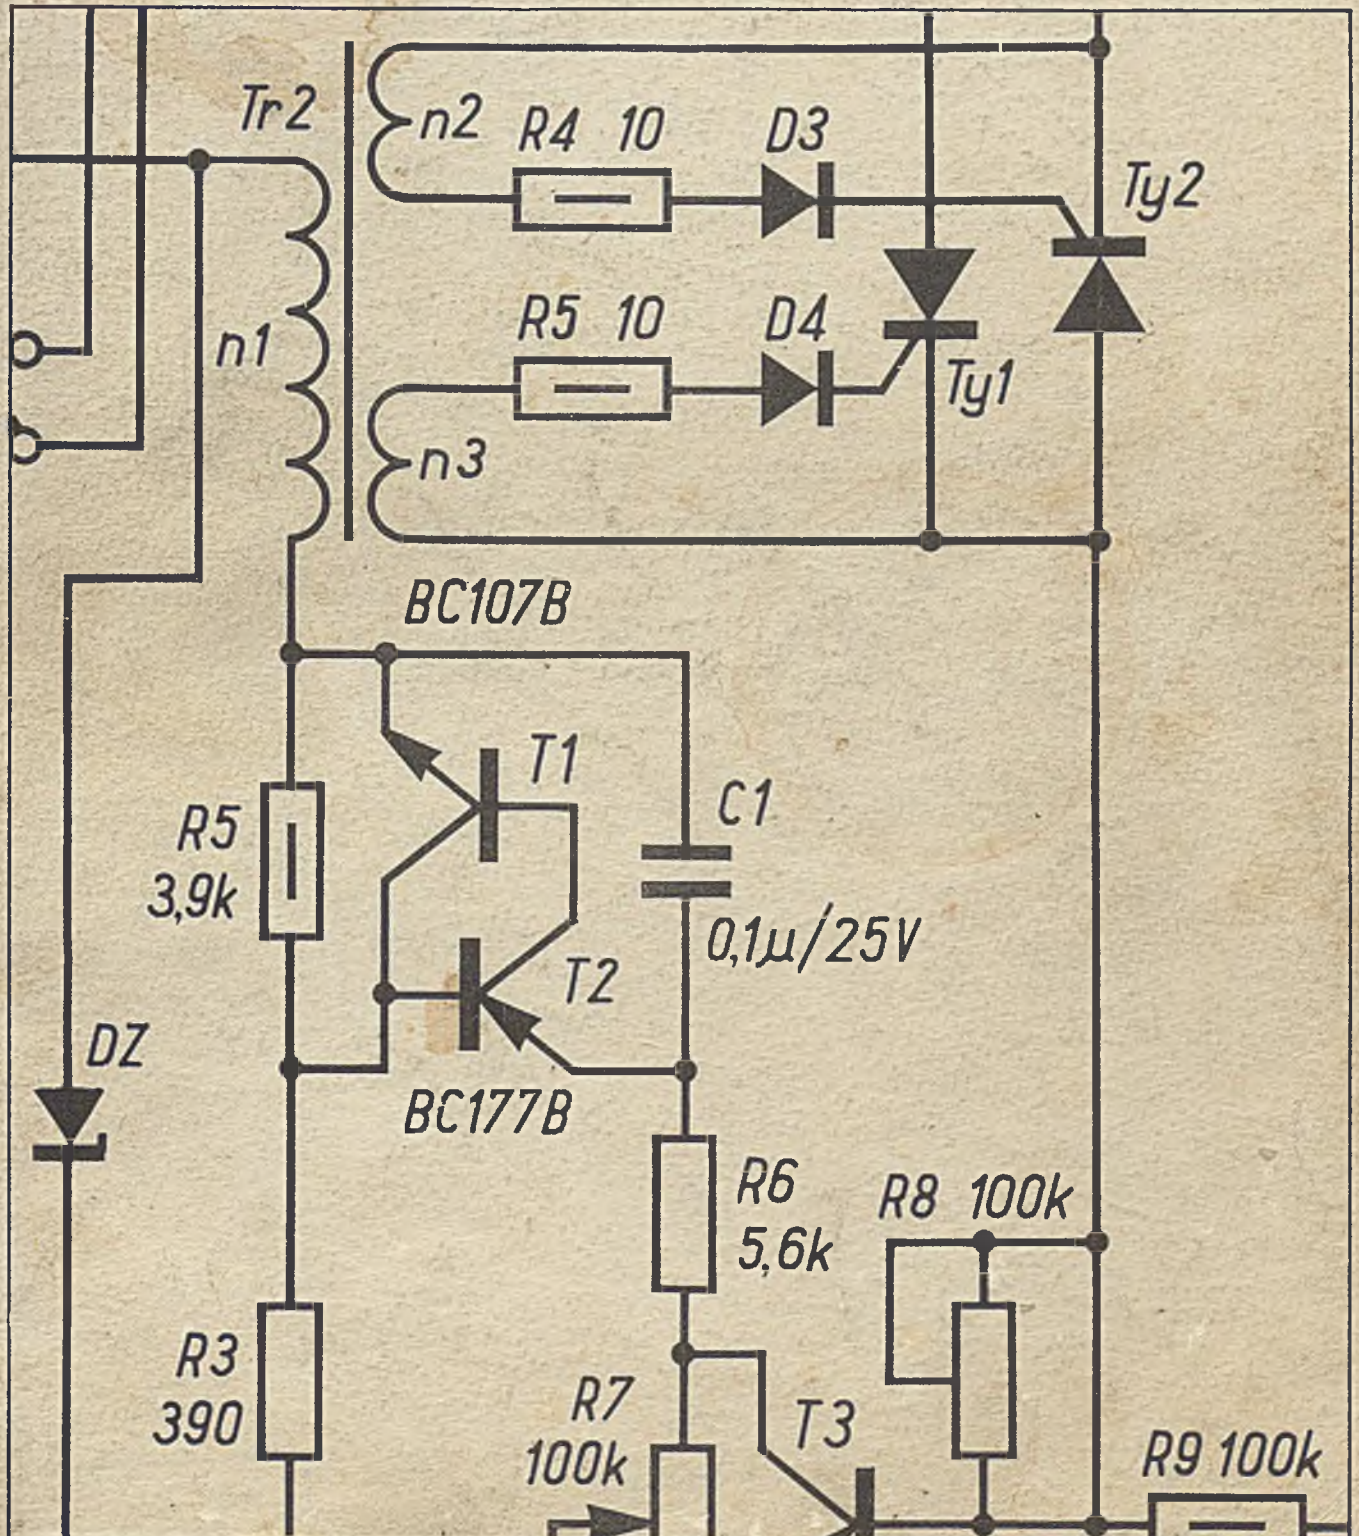 Tr2
n2
R4 10
D3
Ty2
n1
R5 10
D4
Ty1
n3
BC107B
T1
R5
3,9k
C1
0,1µ/25V
T2
DZ
BC177B
R6
5,6k
R8 100k
R3
390
R7
100k
T3
R9 100k